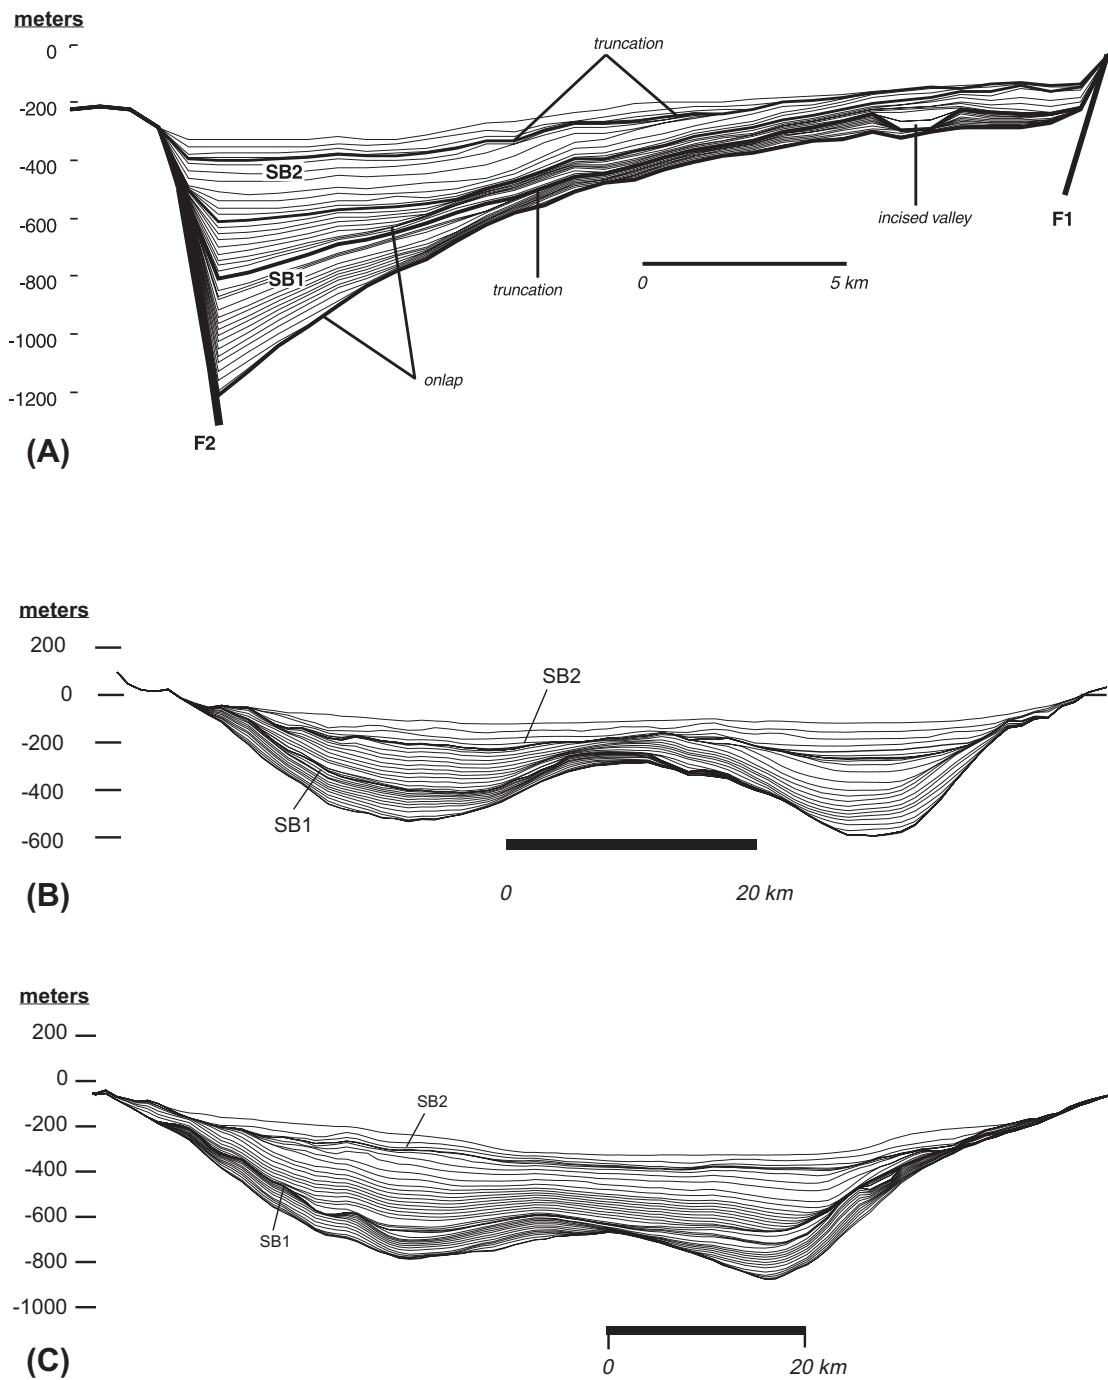 meters
0
truncation
-200
-400
SB2
incised valley
F1
-600
SB1
-800
truncation
0 5 km
-1000
onlap
-1200
F2
(A)
meters
200
SB2
0
-200
-400
SB1
-600
0 20 km
(B)
meters
200
0
SB2
-200
-400
-600
SB1
-800
-1000
0 20 km
(C)